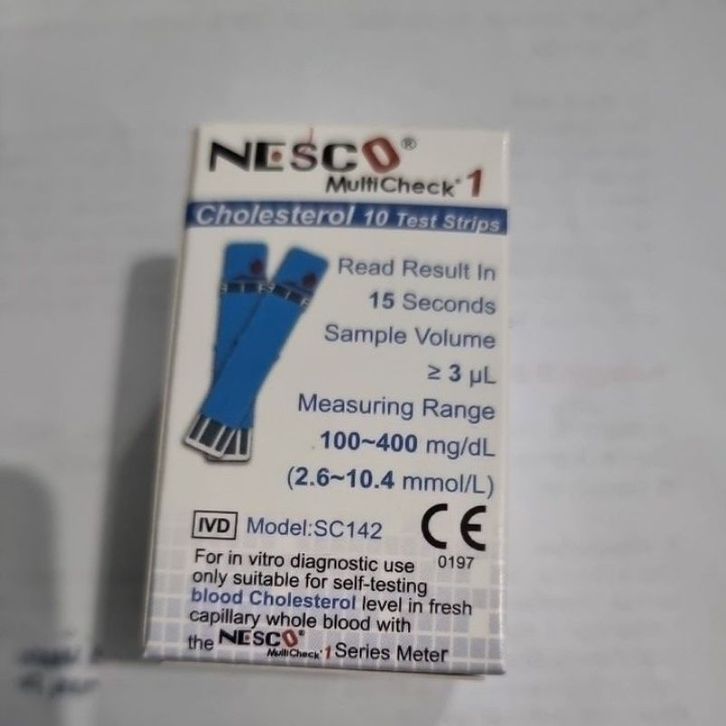 NESCO®
MultiCheck® 1
Cholesterol 10 Test Strips
Read Result In
15 Seconds
Sample Volume
≥ 3 µL
Measuring Range
100~400 mg/dL
(2.6~10.4 mmol/L)
IVD Model:SC142
CE
0197
For in vitro diagnostic use
only suitable for self-testing
blood Cholesterol level in fresh
capillary whole blood with
the NESCO® MultiCheck® 1 Series Meter